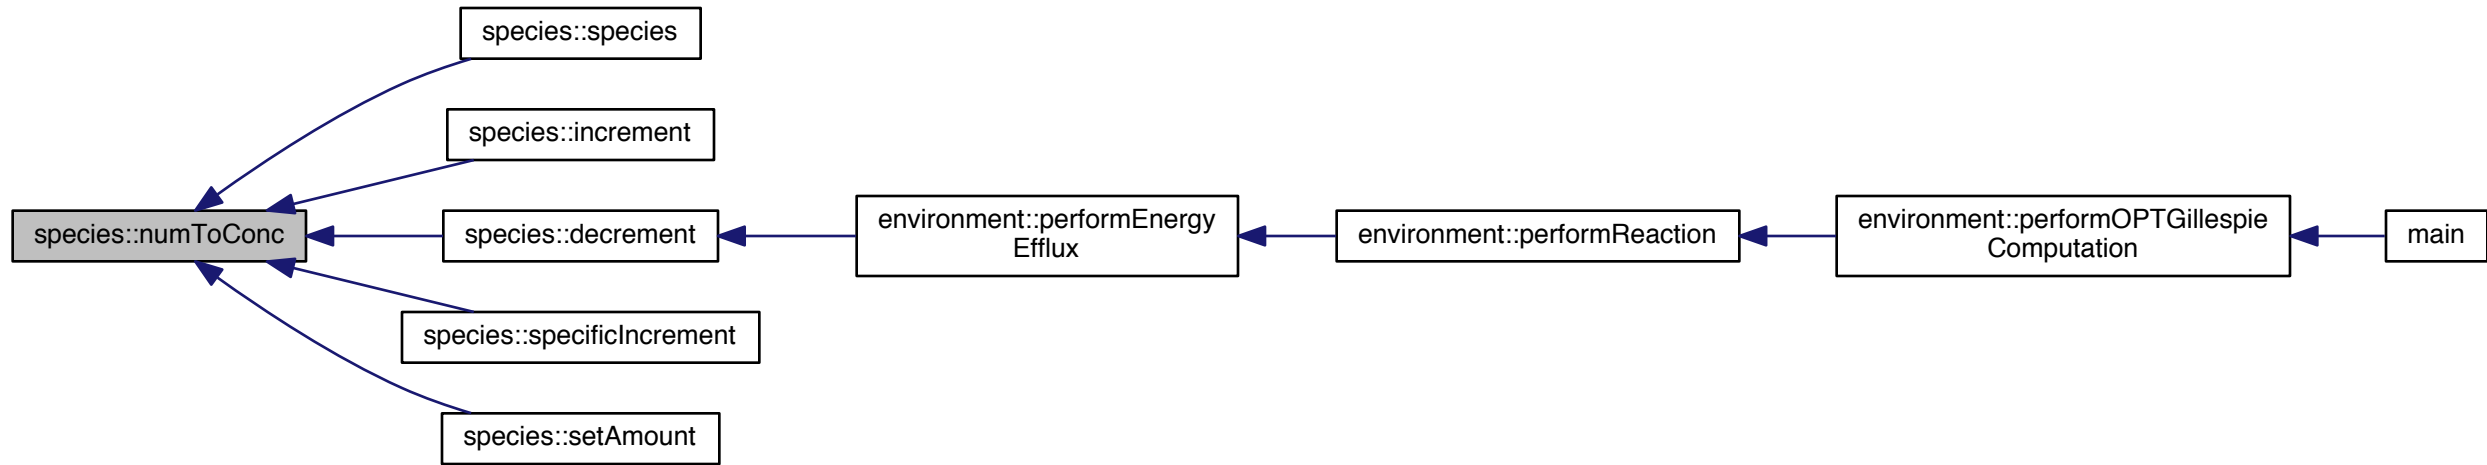 species::species
species::increment
species::numToConc
species::decrement
environment::performEnergy
Efflux
environment::performReaction
environment::performOPTGillespie
Computation
main
species::specificIncrement
species::setAmount